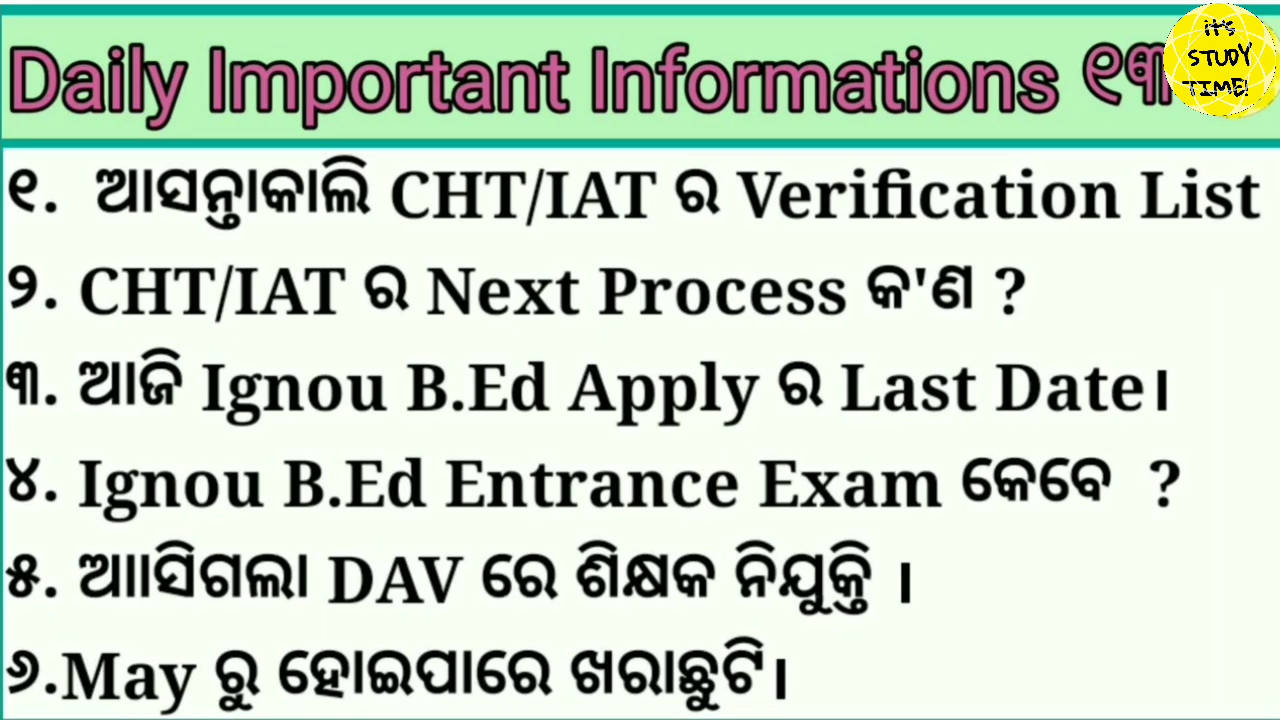 Daily Important Informations ୧୩
it's
STUDY
TIME!
୧. ଆସନ୍ତାକାଲି CHT/IAT ର Verification List
୨. CHT/IAT ର Next Process କ'ଣ ?
୩. ଆଜି Ignou B.Ed Apply ର Last Date।
୪. Ignou B.Ed Entrance Exam କେବେ ?
୫. ଆାସିଗଲା DAV ରେ ଶିକ୍ଷକ ନିଯୁକ୍ତି ।
୬.May ରୁ ହୋଇପାରେ ଖରାଛୁଟି।